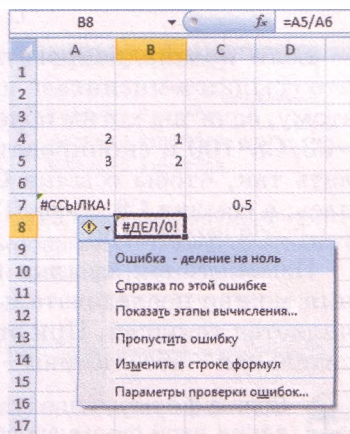 B8 fx =A5/A6
A B C D
1
2
3
4 2 1
5 3 2
6
7 #ССЫЛКА! 0,5
8 #ДЕЛ/0!
9 Ошибка - деление на ноль
10 Справка по этой ошибке
11
12 Показать этапы вычисления...
13 Пропустить ошибку
14 Изменить в строке формул
15 Параметры проверки ошибок...
16
17